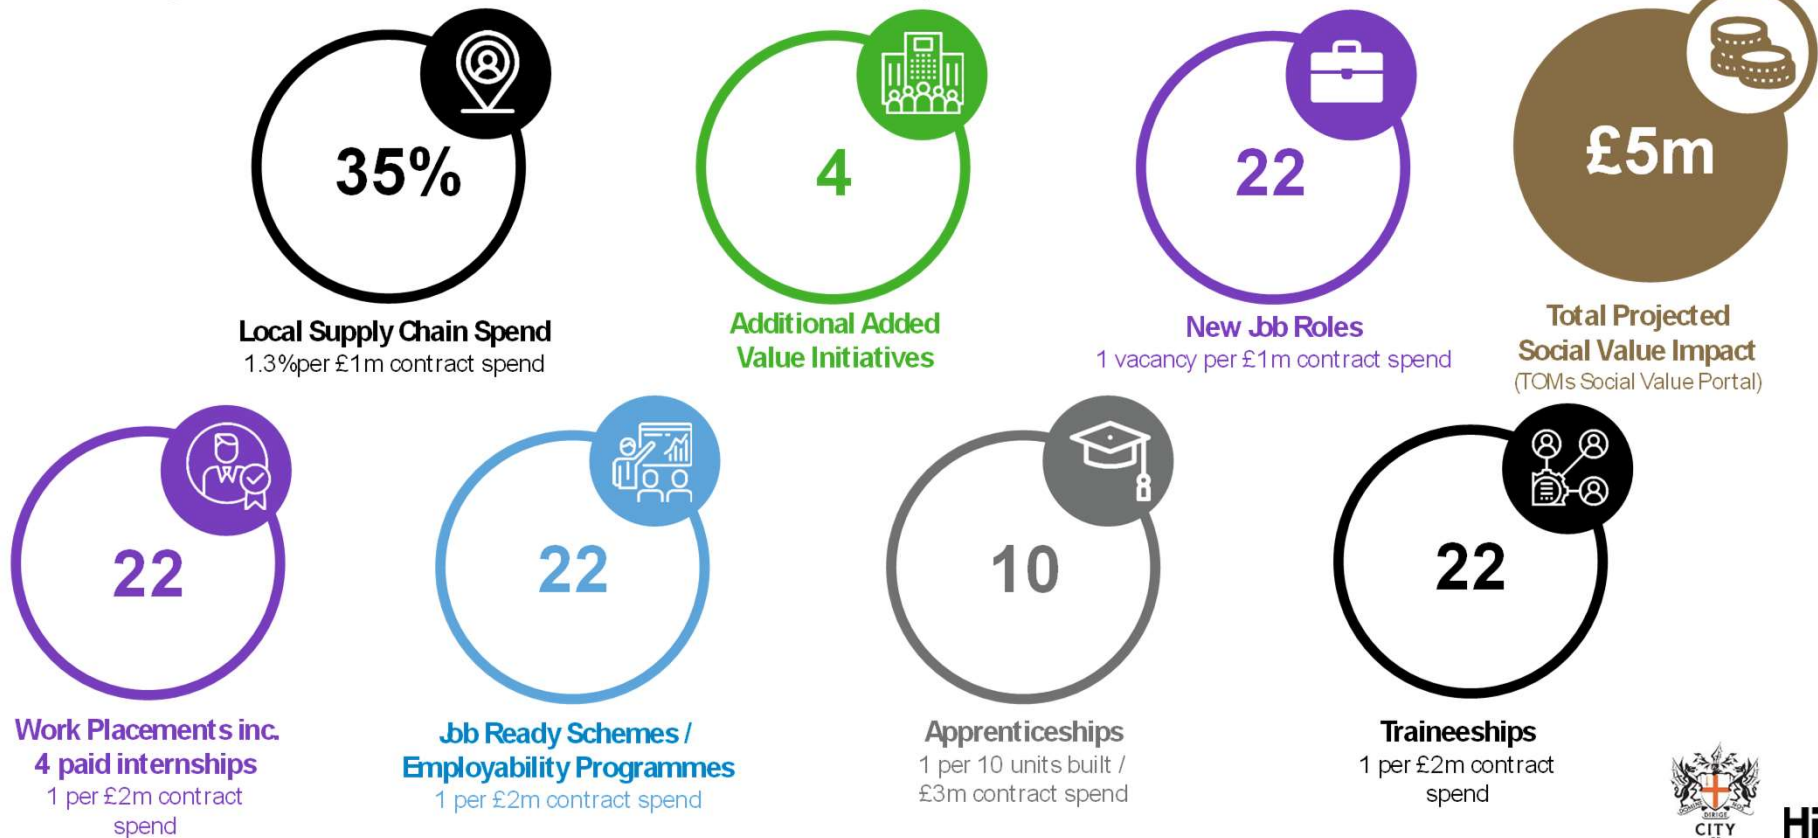 35%
Local Supply Chain Spend
1.3%per £1m contract spend
4
Additional Added
Value Initiatives
22
New Job Roles
1 vacancy per £1m contract spend
£5m
Total Projected
Social Value Impact
(TOMs Social Value Portal)
22
Work Placements inc.
4 paid internships
1 per £2m contract
spend
22
Job Ready Schemes /
Employability Programmes
1 per £2m contract spend
10
Apprenticeships
1 per 10 units built /
£3m contract spend
22
Traineeships
1 per £2m contract
spend
DOMINE DIRIGE NOS
CITY